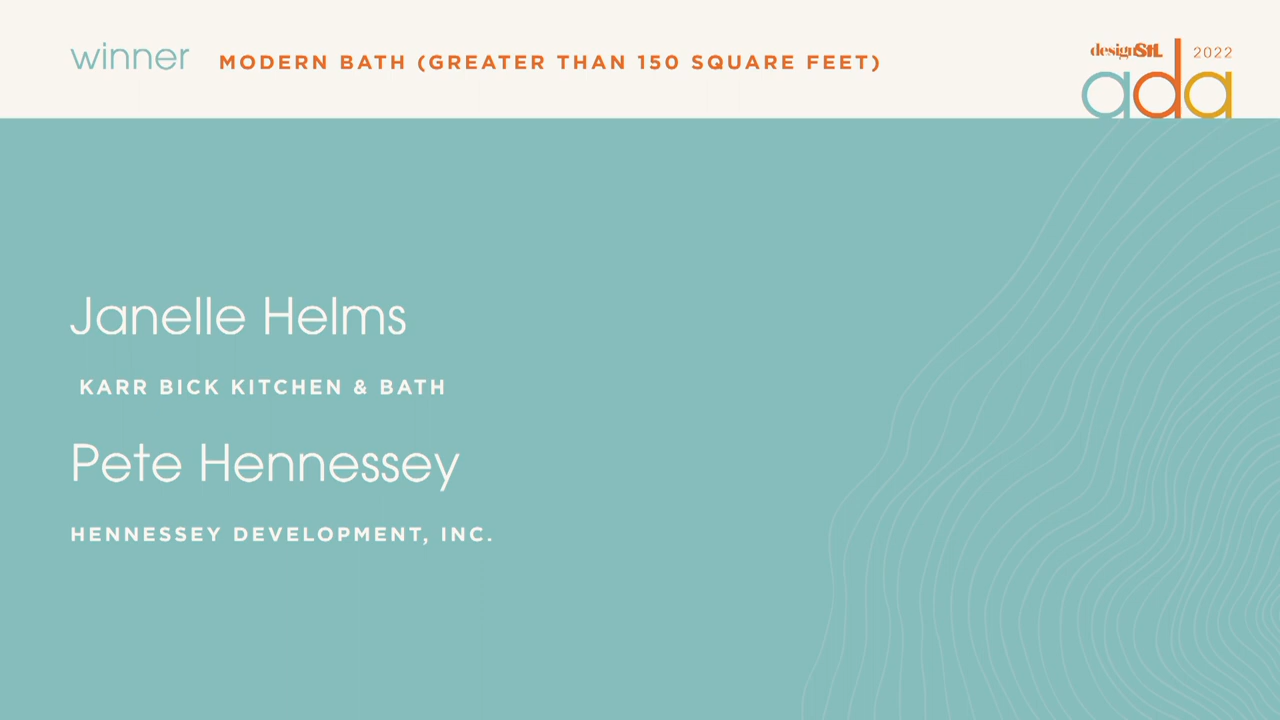 winner MODERN BATH (GREATER THAN 150 SQUARE FEET)
designSTL 2022
ada
Janelle Helms
KARR BICK KITCHEN & BATH
Pete Hennessey
HENNESSEY DEVELOPMENT, INC.